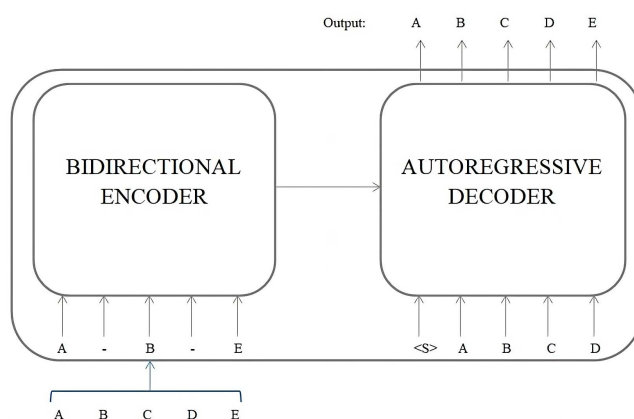 Output: A B C D E
BIDIRECTIONAL
ENCODER
AUTOREGRESSIVE
DECODER
A - B - E
<S> A B C D
A B C D E